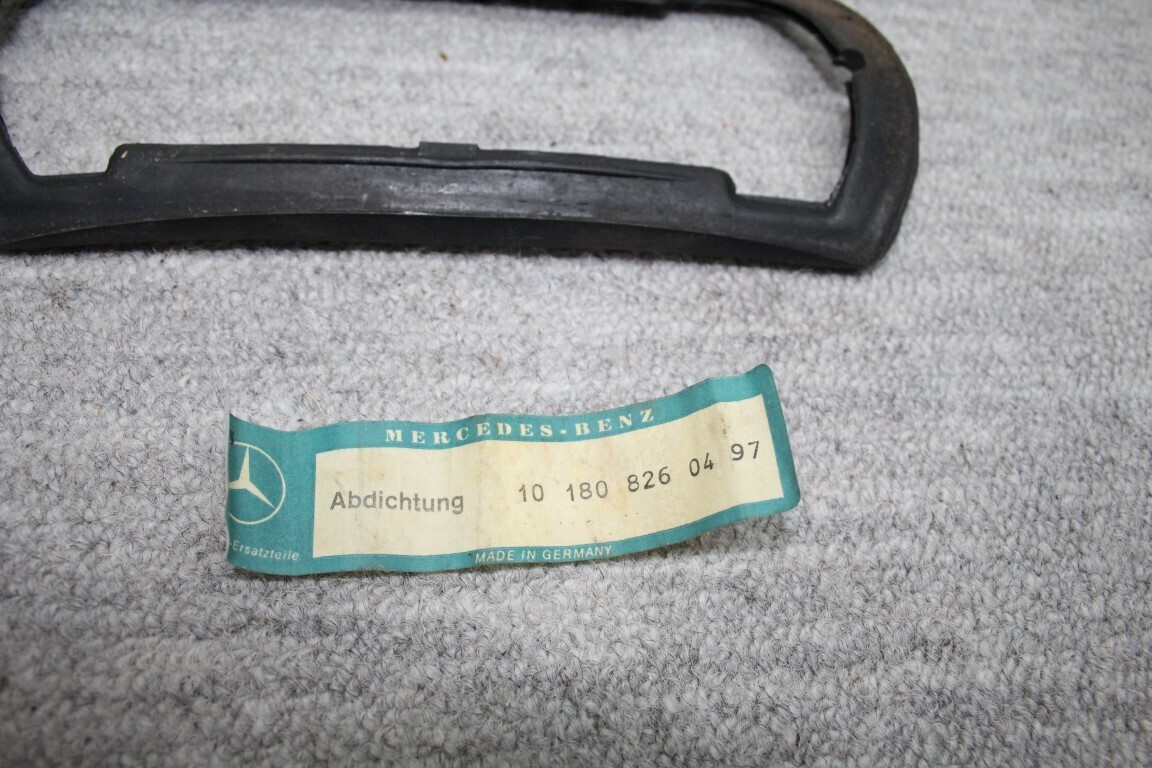 MERCEDES-BENZ
Abdichtung 10 180 826 04 97
Ersatzteile
MADE IN GERMANY